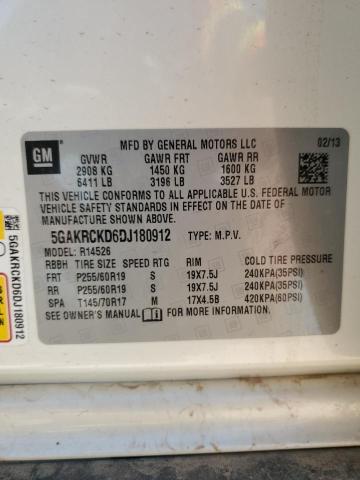 GM
MFD BY GENERAL MOTORS LLC 02/13
GVWR GAWR FRT GAWR RR
2908 KG 1450 KG 1600 KG
6411 LB 3196 LB 3527 LB
THIS VEHICLE CONFORMS TO ALL APPLICABLE U.S. FEDERAL MOTOR
VEHICLE SAFETY, BUMPER, AND THEFT PREVENTION
STANDARDS IN EFFECT ON THE DATE OF
MANUFACTURE SHOWN ABOVE.
5GAKRCKD6DJ180912 TYPE: M.P.V.
MODEL: R14526
RBBH TIRE SIZE SPEED RTG RIM COLD TIRE PRESSURE
FRT P255/60R19 S 19X7.5J 240KPA(35PSI)
RR P255/60R19 S 19X7.5J 240KPA(35PSI)
SPA T145/70R17 M 17X4.5B 420KPA(60PSI)
SEE OWNER'S MANUAL FOR MORE INFORMATION.
5GAKRCKD6DJ180912